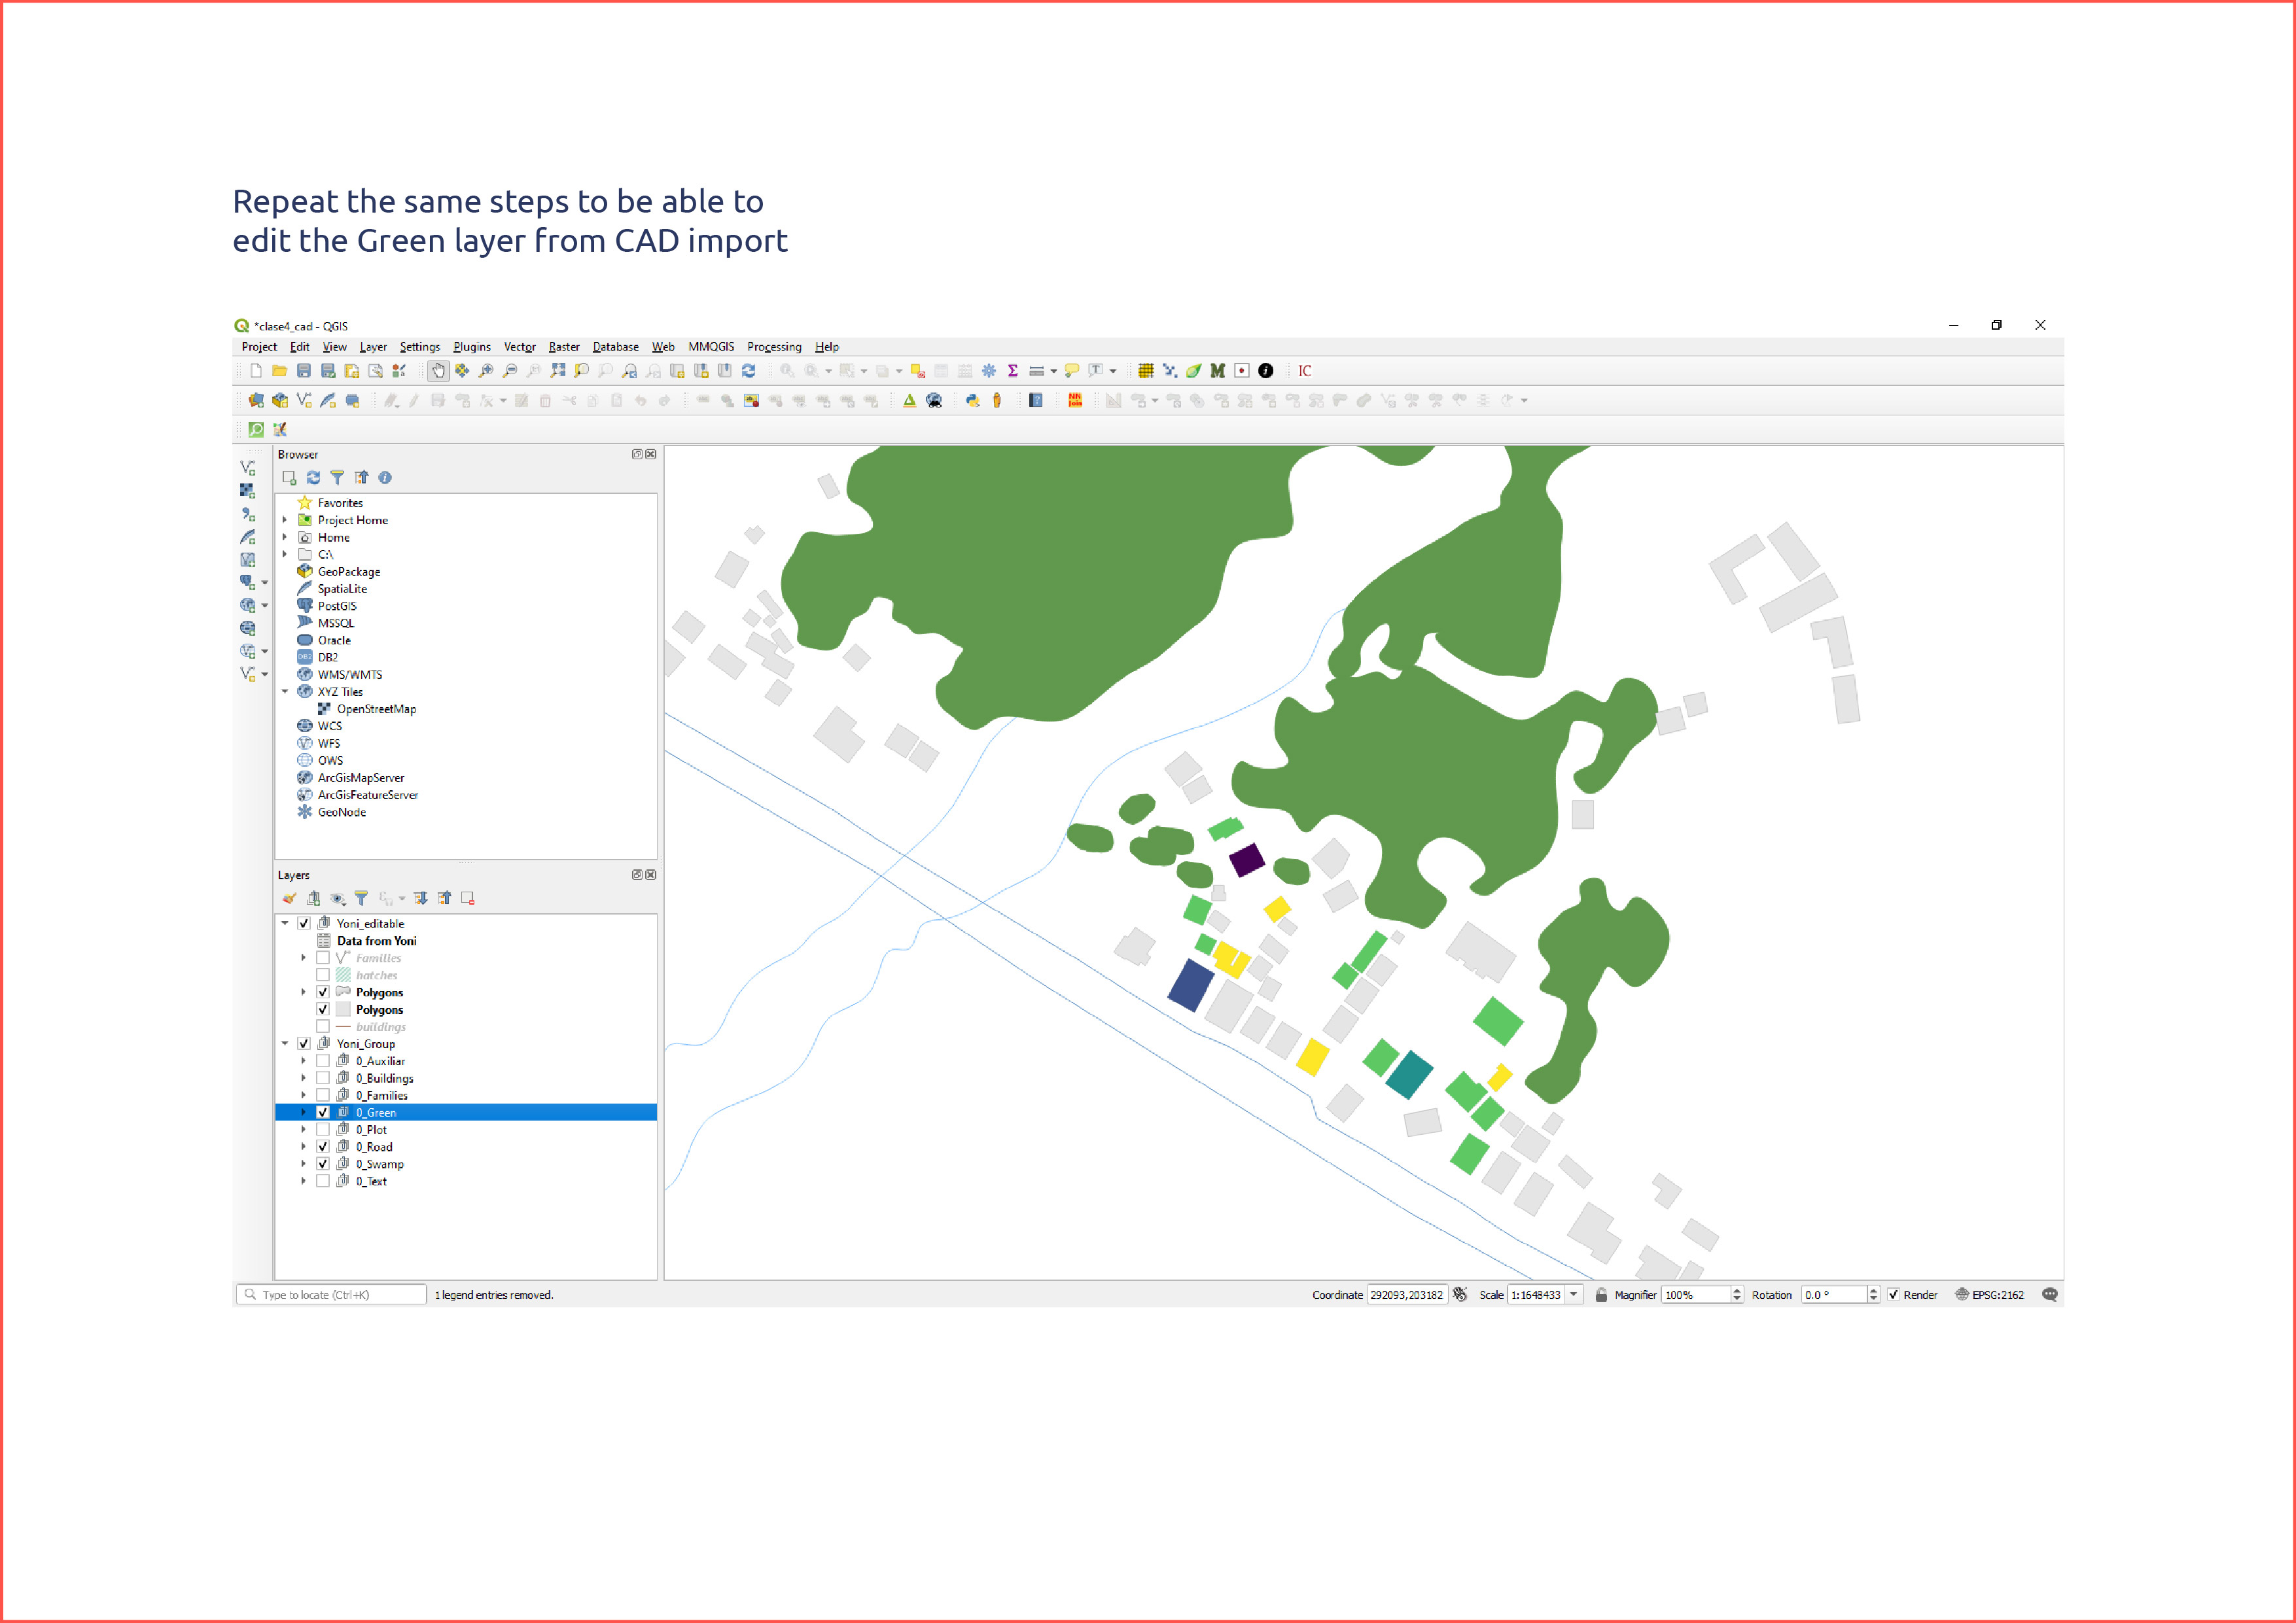 Repeat the same steps to be able to
edit the Green layer from CAD import
*clase4_cad - QGIS
Project Edit View Layer Settings Plugins Vector Raster Database Web MMQGIS Processing Help
IC
Browser
Favorites
Project Home
Home
C:\
GeoPackage
SpatiaLite
PostGIS
MSSQL
Oracle
DB2
WMS/WMTS
XYZ Tiles
OpenStreetMap
WCS
WFS
OWS
ArcGisMapServer
ArcGisFeatureServer
GeoNode
Layers
Yoni_editable
Data from Yoni
Families
hatches
Polygons
Polygons
buildings
Yoni_Group
0_Auxiliar
0_Buildings
0_Families
0_Green
0_Plot
0_Road
0_Swamp
0_Text
Type to locate (Ctrl+K) 1 legend entries removed. Coordinate 292093,203182 Scale 1:1648433 Magnifier 100% Rotation 0.0 ° Render EPSG:2162